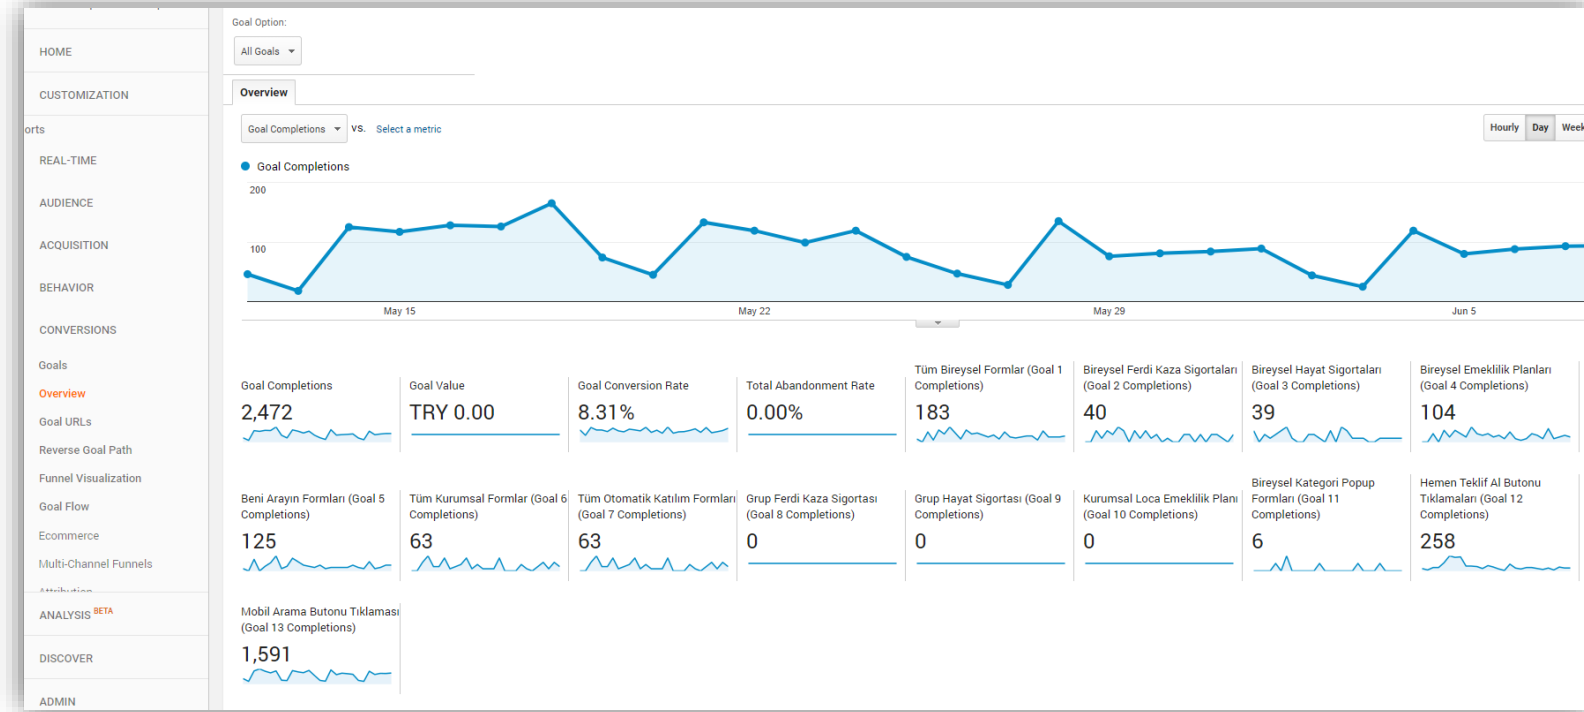 Goal Option:
All Goals
HOME
CUSTOMIZATION
orts
REAL-TIME
AUDIENCE
ACQUISITION
BEHAVIOR
CONVERSIONS
Goals
Overview
Goal URLs
Reverse Goal Path
Funnel Visualization
Goal Flow
Ecommerce
Multi-Channel Funnels
Attribution
ANALYSIS BETA
DISCOVER
ADMIN
Overview
Goal Completions VS. Select a metric
Hourly Day Week
Goal Completions
200
100
May 15 May 22 May 29 Jun 5
Goal Completions
2,472
Goal Value
TRY 0.00
Goal Conversion Rate
8.31%
Total Abandonment Rate
0.00%
Tüm Bireysel Formlar (Goal 1
Completions)
183
Bireysel Ferdi Kaza Sigortaları
(Goal 2 Completions)
40
Bireysel Hayat Sigortaları
(Goal 3 Completions)
39
Bireysel Emeklilik Planları
(Goal 4 Completions)
104
Beni Arayın Formları (Goal 5
Completions)
125
Tüm Kurumsal Formlar (Goal 6
Completions)
63
Tüm Otomatik Katılım Formları
(Goal 7 Completions)
63
Grup Ferdi Kaza Sigortası
(Goal 8 Completions)
0
Grup Hayat Sigortası (Goal 9
Completions)
0
Kurumsal Loca Emeklilik Planı
(Goal 10 Completions)
0
Bireysel Kategori Popup
Formları (Goal 11
Completions)
6
Hemen Teklif Al Butonu
Tıklamaları (Goal 12
Completions)
258
Mobil Arama Butonu Tıklaması
(Goal 13 Completions)
1,591